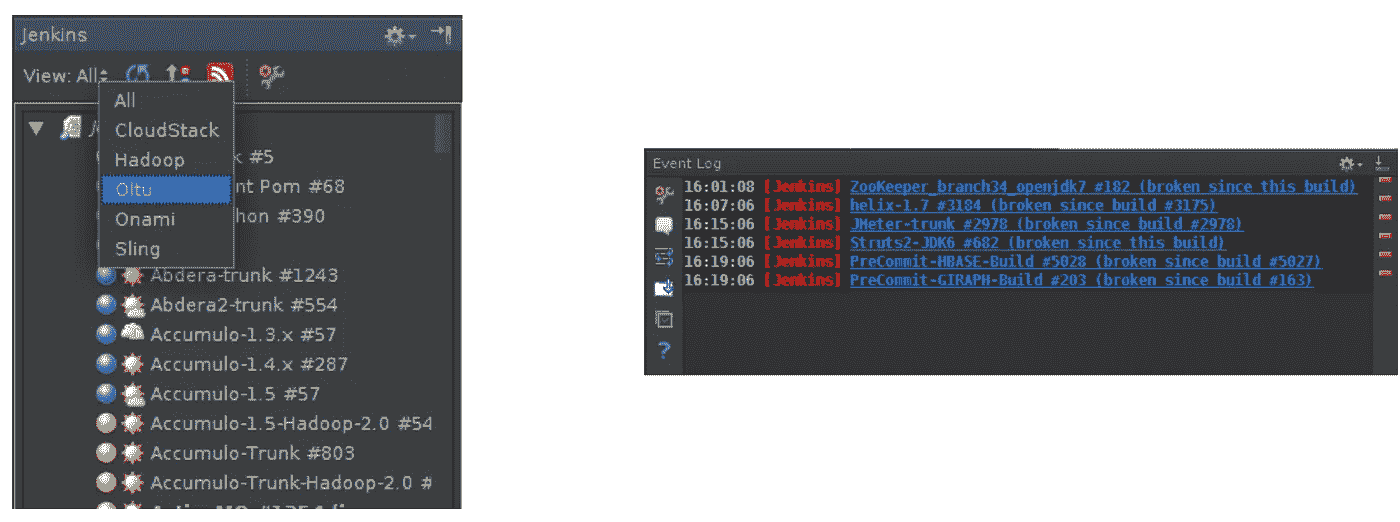 Jenkins
View: All
All
CloudStack
Hadoop
Oltu
Onami
Sling
#5
nt Pom #68
hon #390
Abdera-trunk #1243
Abdera2-trunk #554
Accumulo-1.3.x #57
Accumulo-1.4.x #287
Accumulo-1.5 #57
Accumulo-1.5-Hadoop-2.0 #54
Accumulo-Trunk #803
Accumulo-Trunk-Hadoop-2.0 #
Event Log
16:01:08 [Jenkins] ZooKeeper_branch34_openjdk7 #182 (broken since this build)
16:07:06 [Jenkins] helix-1.7 #3184 (broken since build #3175)
16:15:06 [Jenkins] JMeter-trunk #2978 (broken since build #2978)
16:15:06 [Jenkins] Struts2-JDK6 #682 (broken since this build)
16:19:06 [Jenkins] PreCommit-HBASE-Build #5028 (broken since build #5027)
16:19:06 [Jenkins] PreCommit-GIRAPH-Build #203 (broken since build #163)